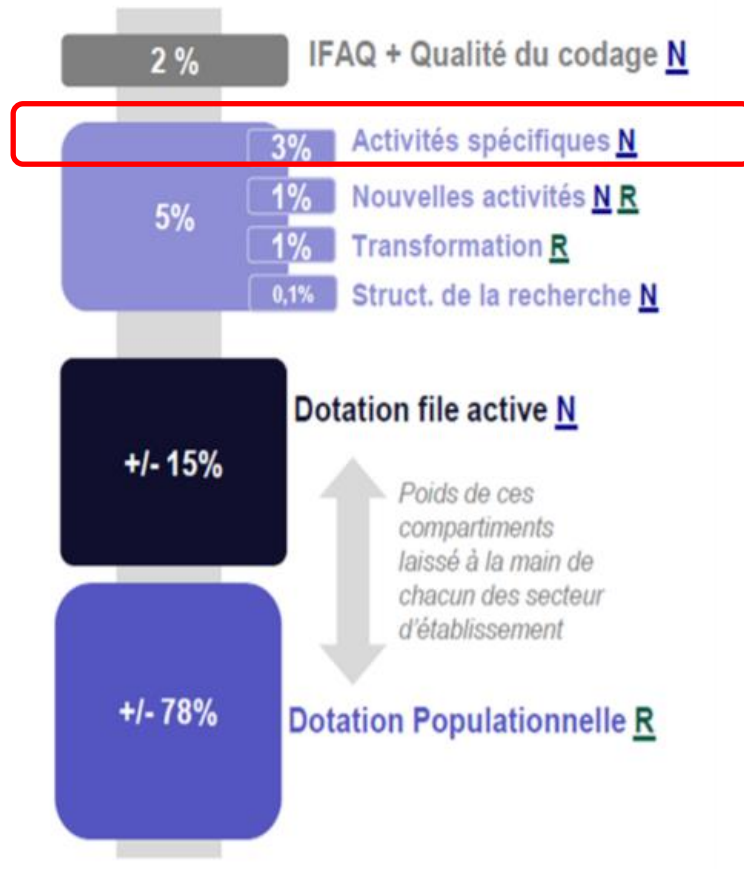 2 % IFAQ + Qualité du codage N
3% Activités spécifiques N
1% Nouvelles activités N R
5%
1% Transformation R
0,1% Struct. de la recherche N
Dotation file active N
+/- 15%
Poids de ces
compartiments
laissé à la main de
chacun des secteur
d'établissement
+/- 78% Dotation Populationnelle R